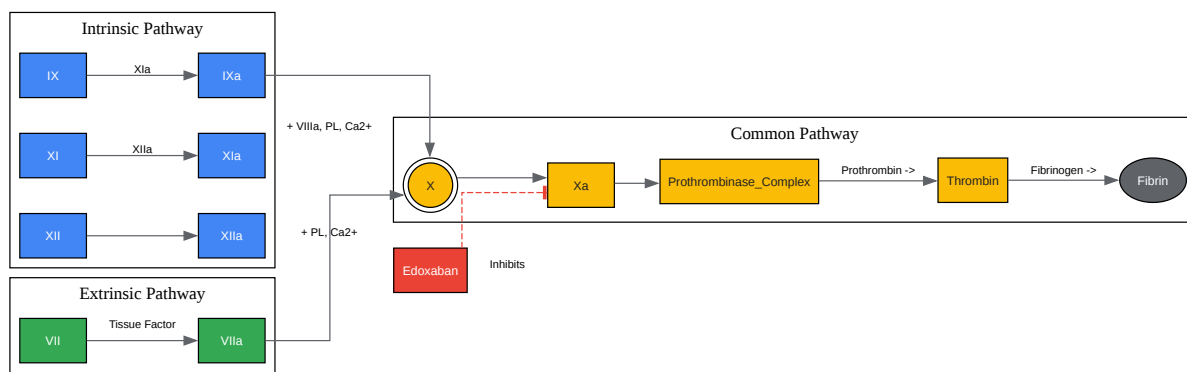 Intrinsic Pathway
IX
XIa
IXa
+ VIIIa, PL, Ca2+
XI
XIIa
XIa
XII
XIIa
Extrinsic Pathway
VII
Tissue Factor
VIIa
+ PL, Ca2+
Common Pathway
X
Xa
Prothrombinase_Complex
Prothrombin ->
Thrombin
Fibrinogen ->
Fibrin
Edoxaban
Inhibits